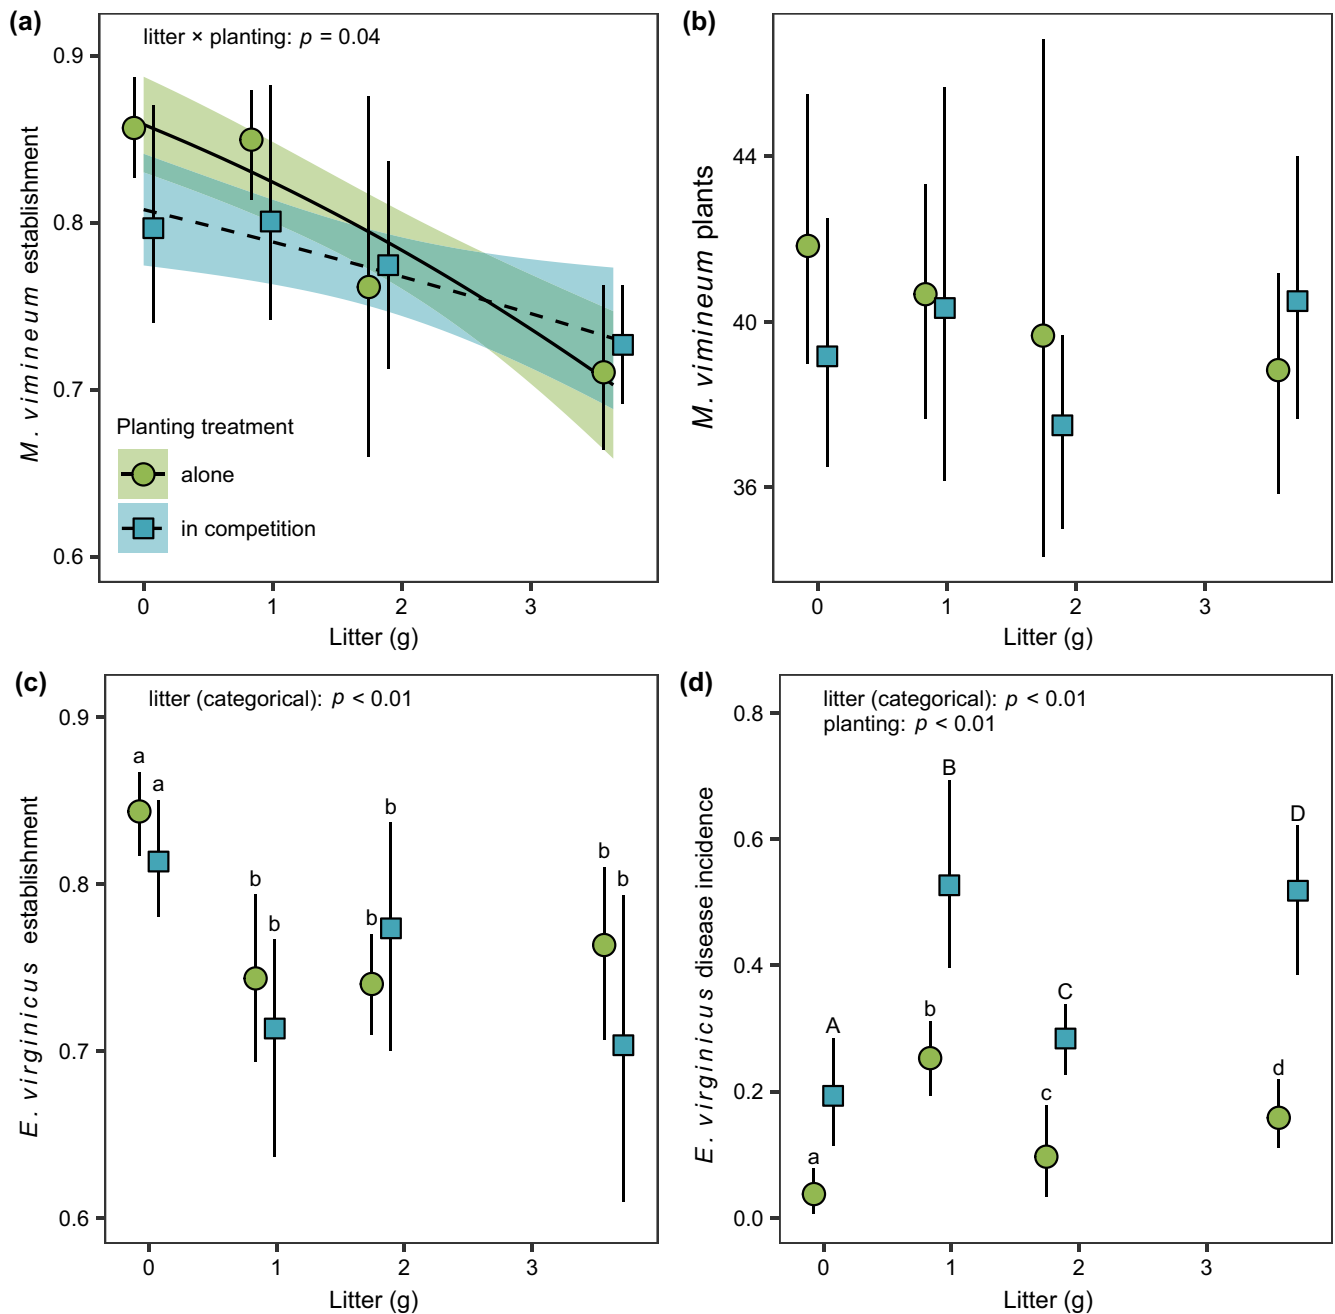 (a)
litter × planting: p = 0.04
0.9
0.8
0.7
0.6
M. vimineum establishment
Planting treatment
alone
in competition
0 1 2 3
Litter (g)
(b)
44
40
36
M. vimineum plants
0 1 2 3
Litter (g)
(c)
litter (categorical): p < 0.01
0.9
0.8
0.7
0.6
E. virginicus establishment
a a b b b b b b
0 1 2 3
Litter (g)
(d)
litter (categorical): p < 0.01
planting: p < 0.01
0.8
0.6
0.4
0.2
0.0
E. virginicus disease incidence
a A b B c C d D
0 1 2 3
Litter (g)